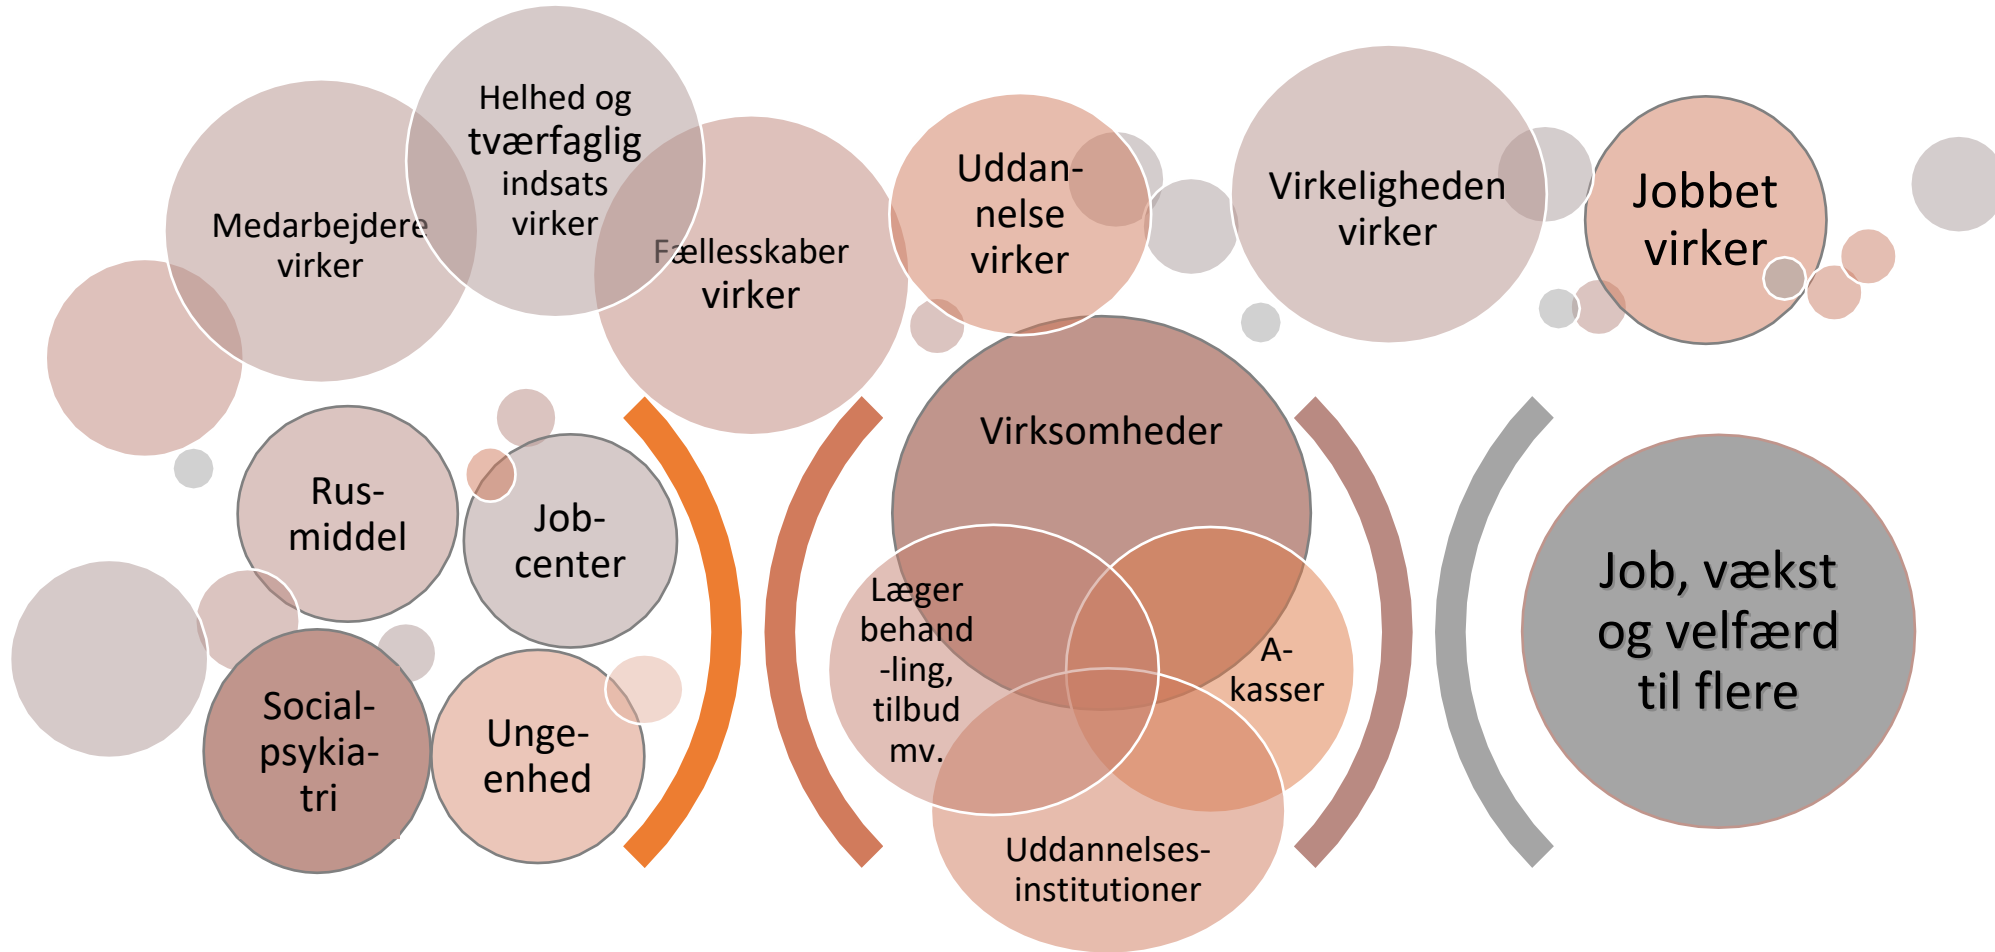 Medarbejdere
virker
Helhed og
tværfaglig
indsats
virker
Fællesskaber
virker
Uddan-
nelse
virker
Virkeligheden
virker
Jobbet
virker
Rus-
middel
Job-
center
Social-
psykia-
tri
Unge-
enhed
Virksomheder
Læger
behand
-ling,
tilbud
mv.
A-
kasser
Uddannelses-
institutioner
Job, vækst
og velfærd
til flere